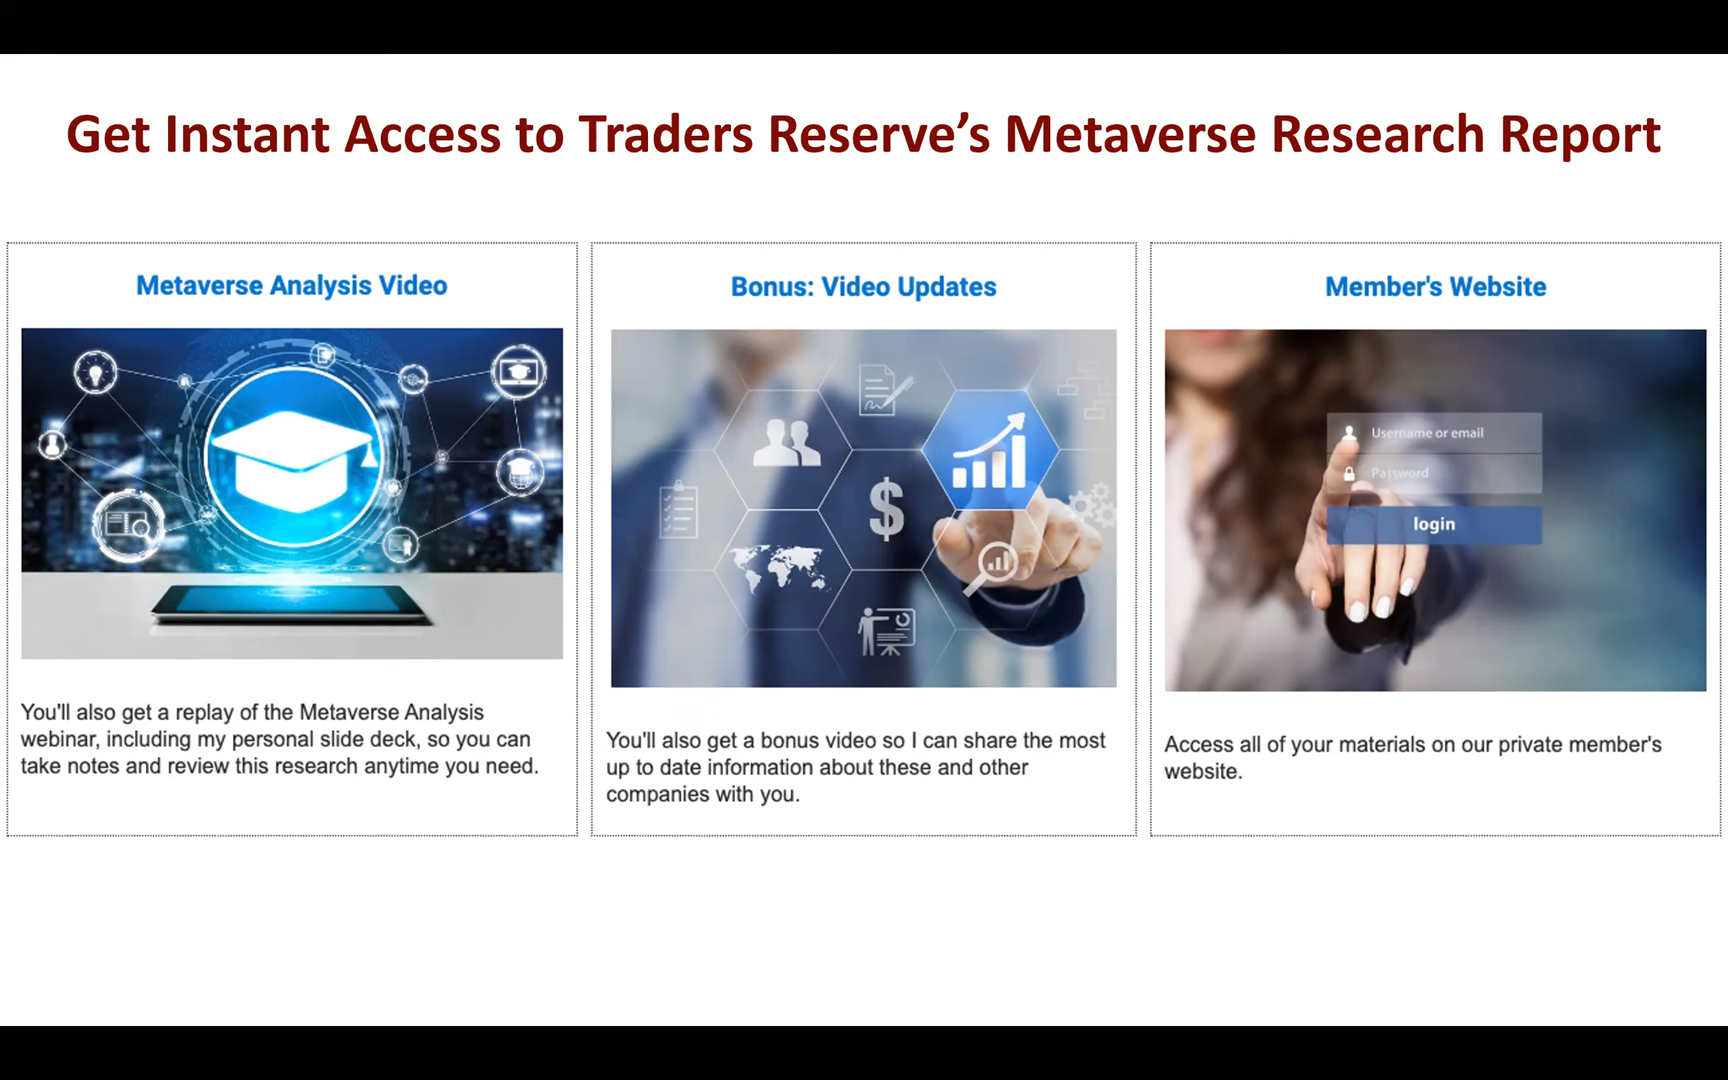 Get Instant Access to Traders Reserve’s Metaverse Research Report
Metaverse Analysis Video
You'll also get a replay of the Metaverse Analysis
webinar, including my personal slide deck, so you can
take notes and review this research anytime you need.
Bonus: Video Updates
$
You'll also get a bonus video so I can share the most
up to date information about these and other
companies with you.
Member's Website
Username or email
Password
login
Access all of your materials on our private member's
website.